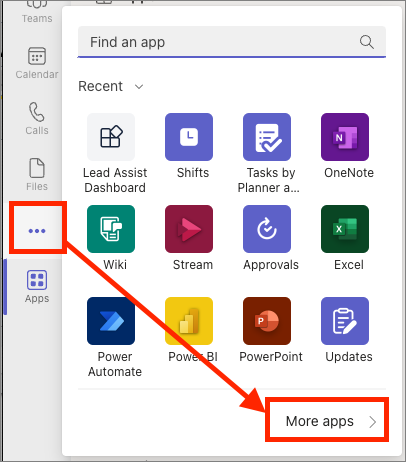 Teams
Calendar
Calls
Files
Apps
Find an app
Recent
Lead Assist
Dashboard
Shifts
Tasks by
Planner a...
OneNote
Wiki
Stream
Approvals
Excel
Power
Automate
Power BI
PowerPoint
Updates
More apps